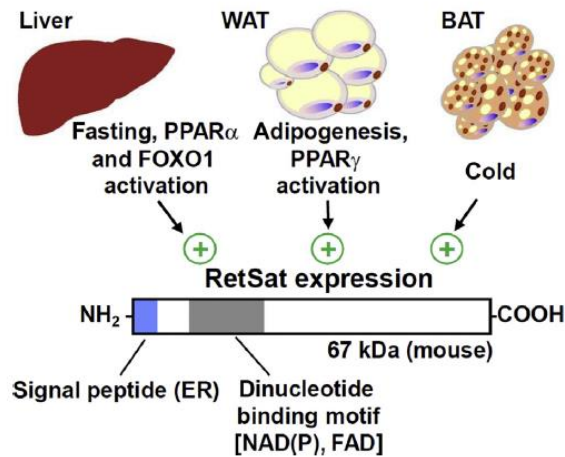 Liver
WAT
BAT
Fasting, PPARα
and FOXO1
activation
Adipogenesis,
PPARγ
activation
Cold
+
+
+
RetSat expression
NH2
COOH
67 kDa (mouse)
Signal peptide (ER)
Dinucleotide
binding motif
[NAD(P), FAD]